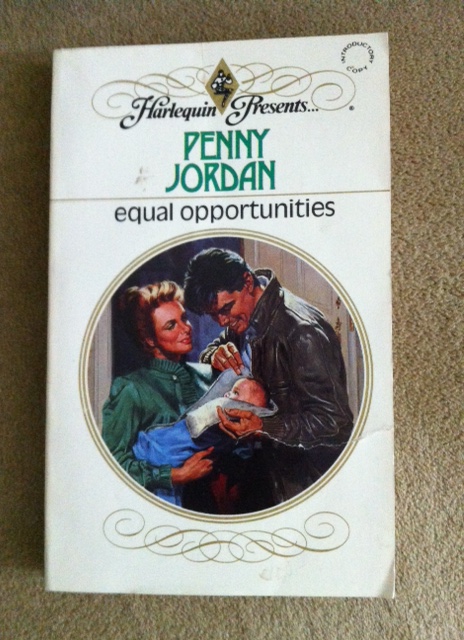 INTRODUCTORY
COPY
Harlequin Presents...®
PENNY
JORDAN
equal opportunities